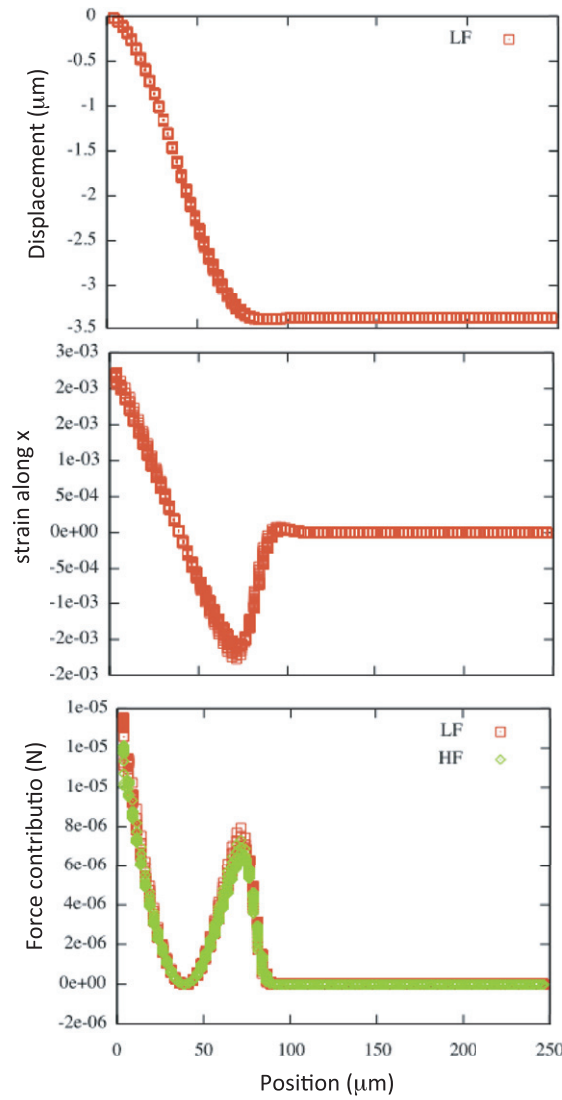 0
-0.5
-1
-1.5
-2
-2.5
-3
-3.5
Displacement (μm)
LF
3e-03
2e-03
2e-03
1e-03
5e-04
0e+00
-5e-04
-1e-03
-2e-03
-2e-03
strain along x
1e-05
1e-05
1e-05
8e-06
6e-06
4e-06
2e-06
0e+00
-2e-06
Force contributio (N)
LF
HF
0 50 100 150 200 250
Position (μm)